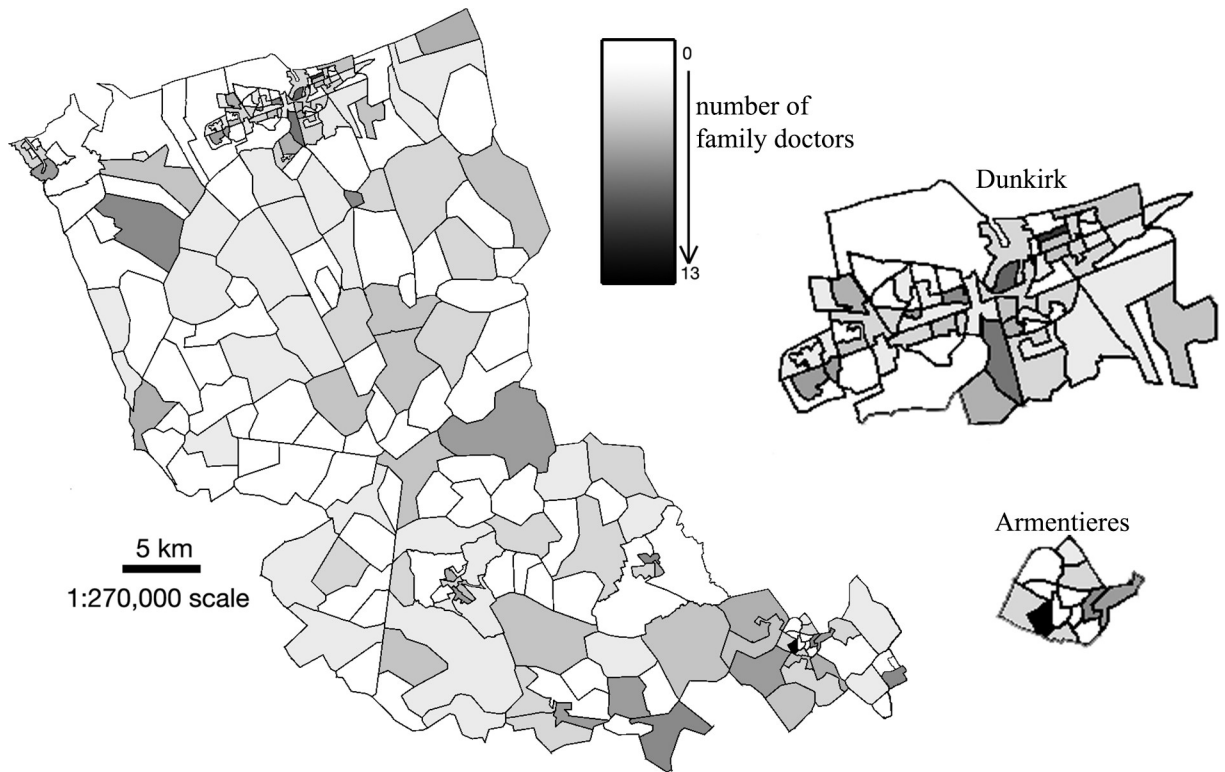 0
number of
family doctors
13
Dunkirk
Armentieres
5 km
1:270,000 scale